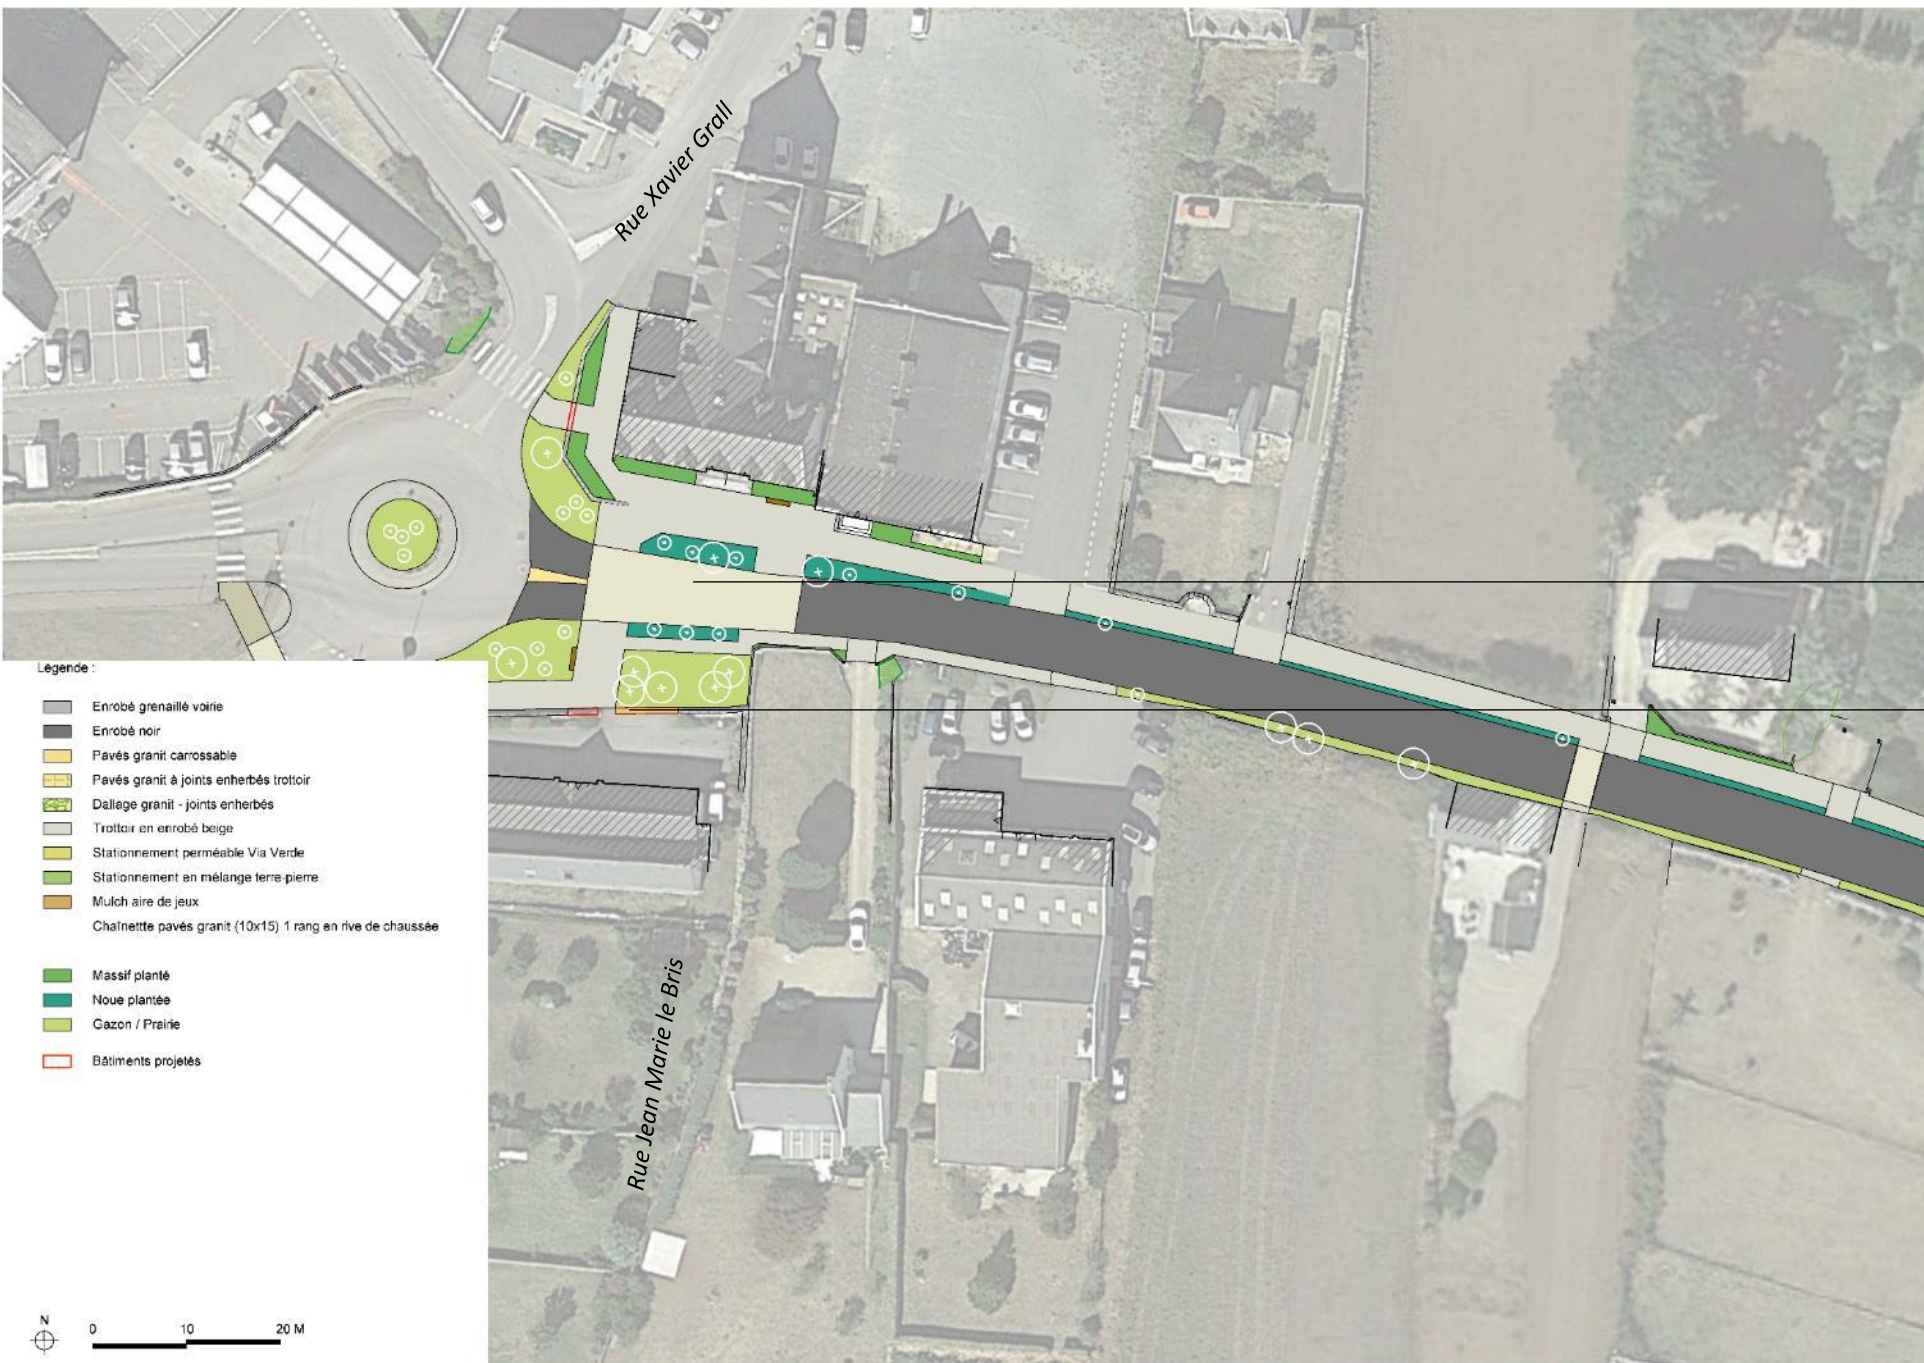 Rue Xavier Grall
Légende :
Enrobé grenaillé voirie
Enrobé noir
Pavés granit carrossable
Pavés granit à joints enherbés trottoir
Dallage granit - joints enherbés
Trottoir en enrobé beige
Stationnement perméable Via Verde
Stationnement en mélange terre-pierre
Mulch aire de jeux
Chaînettte pavés granit (10x15) 1 rang en rive de chaussée
Massif planté
Noue plantée
Gazon / Prairie
Bâtiments projetés
Rue Jean Marie le Bris
N
0 10 20 M